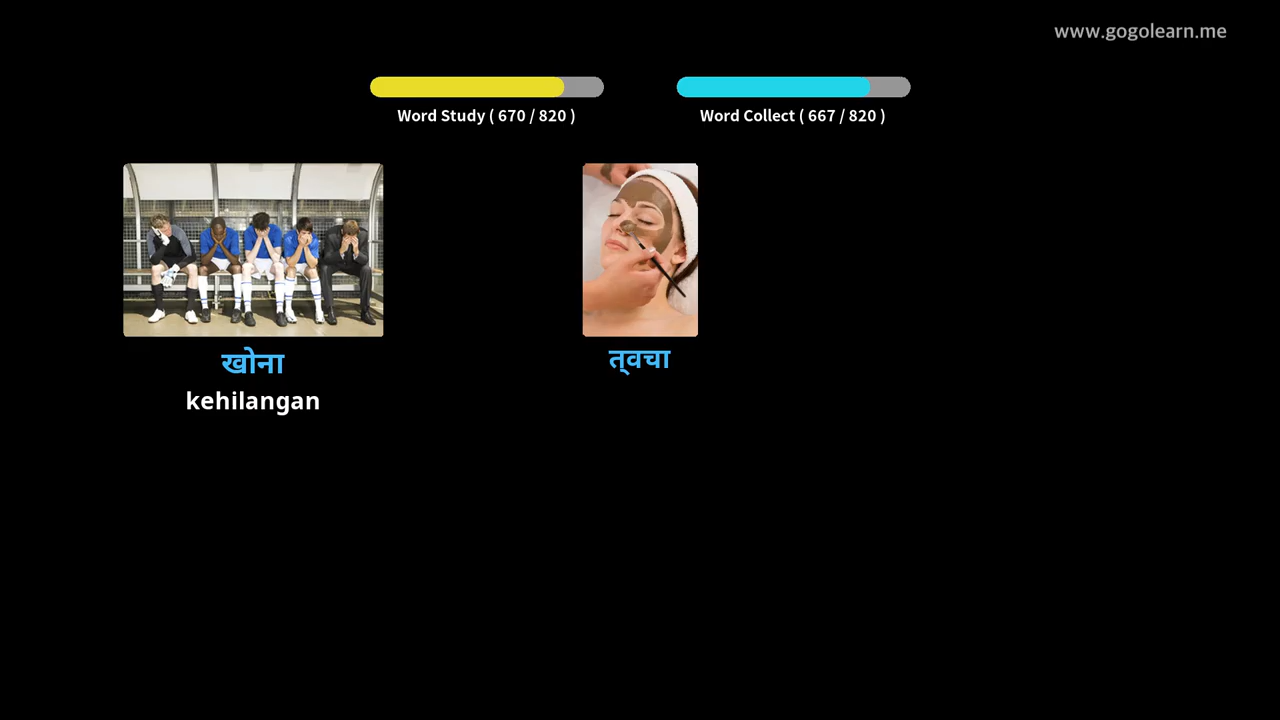 www.gogolearn.me
Word Study ( 670 / 820 )
Word Collect ( 667 / 820 )
खोना
kehilangan
त्वचा